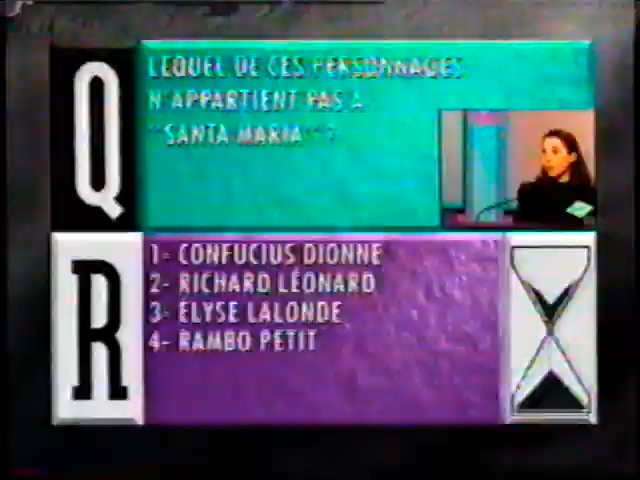 Q
LEQUEL DE CES PERSONNAGES
N'APPARTIENT PAS À
"SANTA MARIA" ?
R
1- CONFUCIUS DIONNE
2- RICHARD LÉONARD
3- ELYSE LALONDE
4- RAMBO PETIT